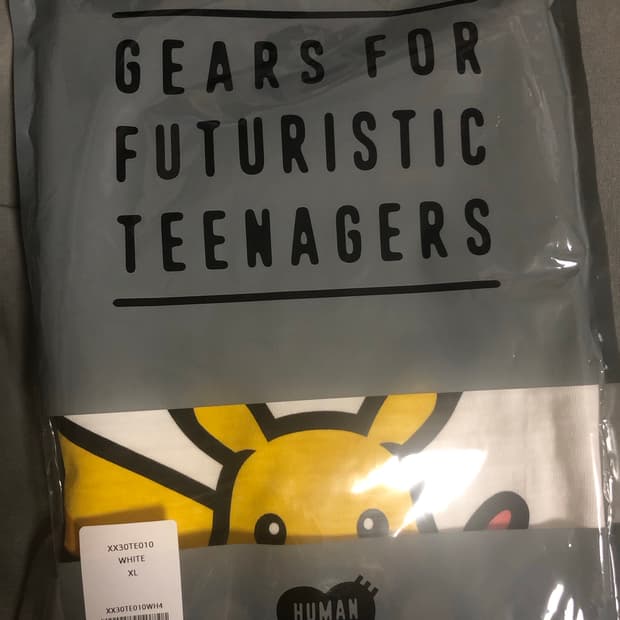 GEARS FOR
FUTURISTIC
TEENAGERS
XX30TE010
WHITE
XL
XX30TE010WH4
HUMAN